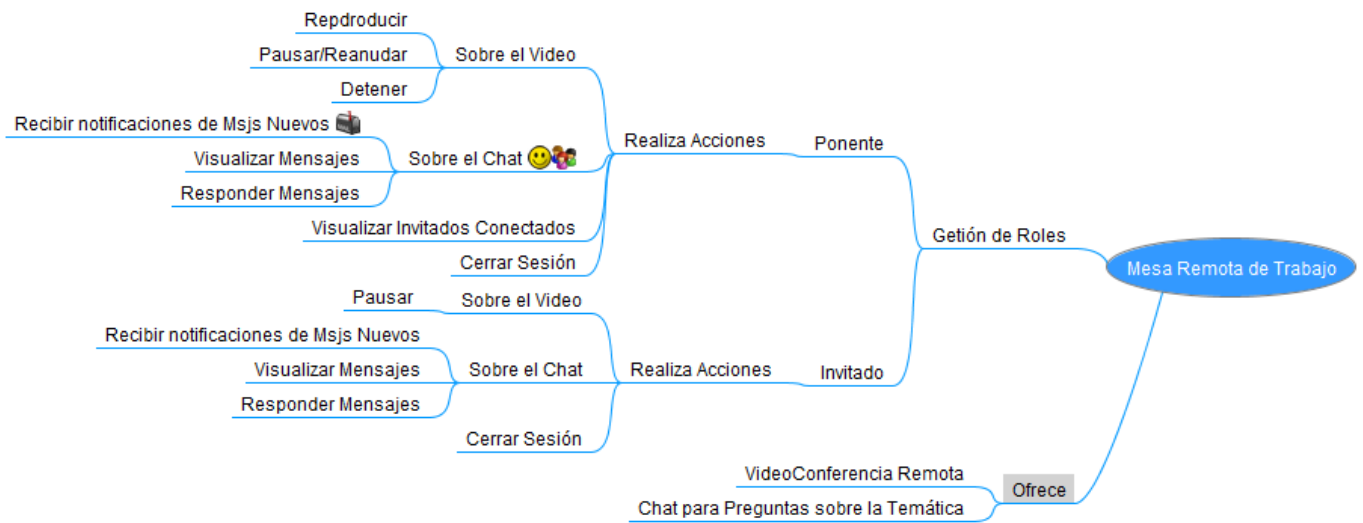 Repdroducir
Pausar/Reanudar
Sobre el Video
Detener
Recibir notificaciones de Msjs Nuevos
Visualizar Mensajes
Sobre el Chat
Responder Mensajes
Realiza Acciones
Ponente
Visualizar Invitados Conectados
Cerrar Sesión
Getión de Roles
Mesa Remota de Trabajo
Pausar
Sobre el Video
Recibir notificaciones de Msjs Nuevos
Visualizar Mensajes
Sobre el Chat
Realiza Acciones
Invitado
Responder Mensajes
Cerrar Sesión
VideoConferencia Remota
Ofrece
Chat para Preguntas sobre la Temática